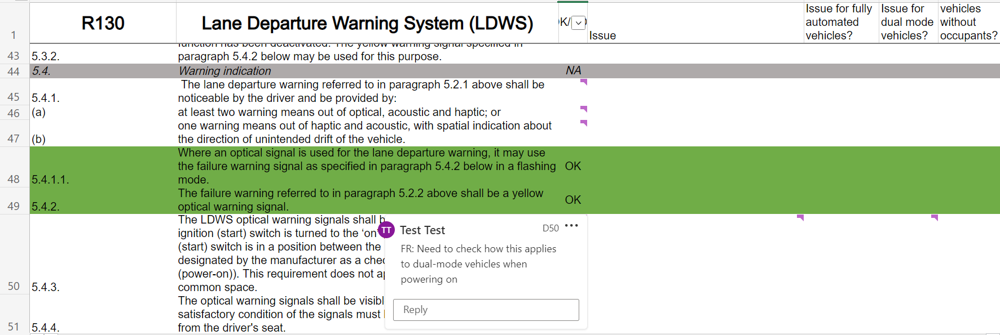 1
R130
Lane Departure Warning System (LDWS)
K/
Issue
Issue for fully
automated
vehicles?
Issue for
dual mode
vehicles?
vehicles
without
occupants?
function has been deactivated. The yellow warning signal specified in
43 5.3.2. paragraph 5.4.2 below may be used for this purpose.
44 5.4. Warning indication NA
The lane departure warning referred to in paragraph 5.2.1 above shall be
45 5.4.1. noticeable by the driver and be provided by:
46 (a) at least two warning means out of optical, acoustic and haptic; or
one warning means out of haptic and acoustic, with spatial indication about
47 (b) the direction of unintended drift of the vehicle.
Where an optical signal is used for the lane departure warning, it may use
the failure warning signal as specified in paragraph 5.4.2 below in a flashing OK
48 5.4.1.1. mode.
The failure warning referred to in paragraph 5.2.2 above shall be a yellow
OK
49 5.4.2. optical warning signal.
The LDWS optical warning signals shall
ignition (start) switch is turned to the ‘on’
(start) switch is in a position between the
designated by the manufacturer as a
(power-on)). This requirement does not
50 5.4.3. common space.
The optical warning signals shall be
satisfactory condition of the signals must
51 5.4.4. from the driver's seat.
TT Test Test D50
FR: Need to check how this applies
to dual-mode vehicles when
powering on
Reply